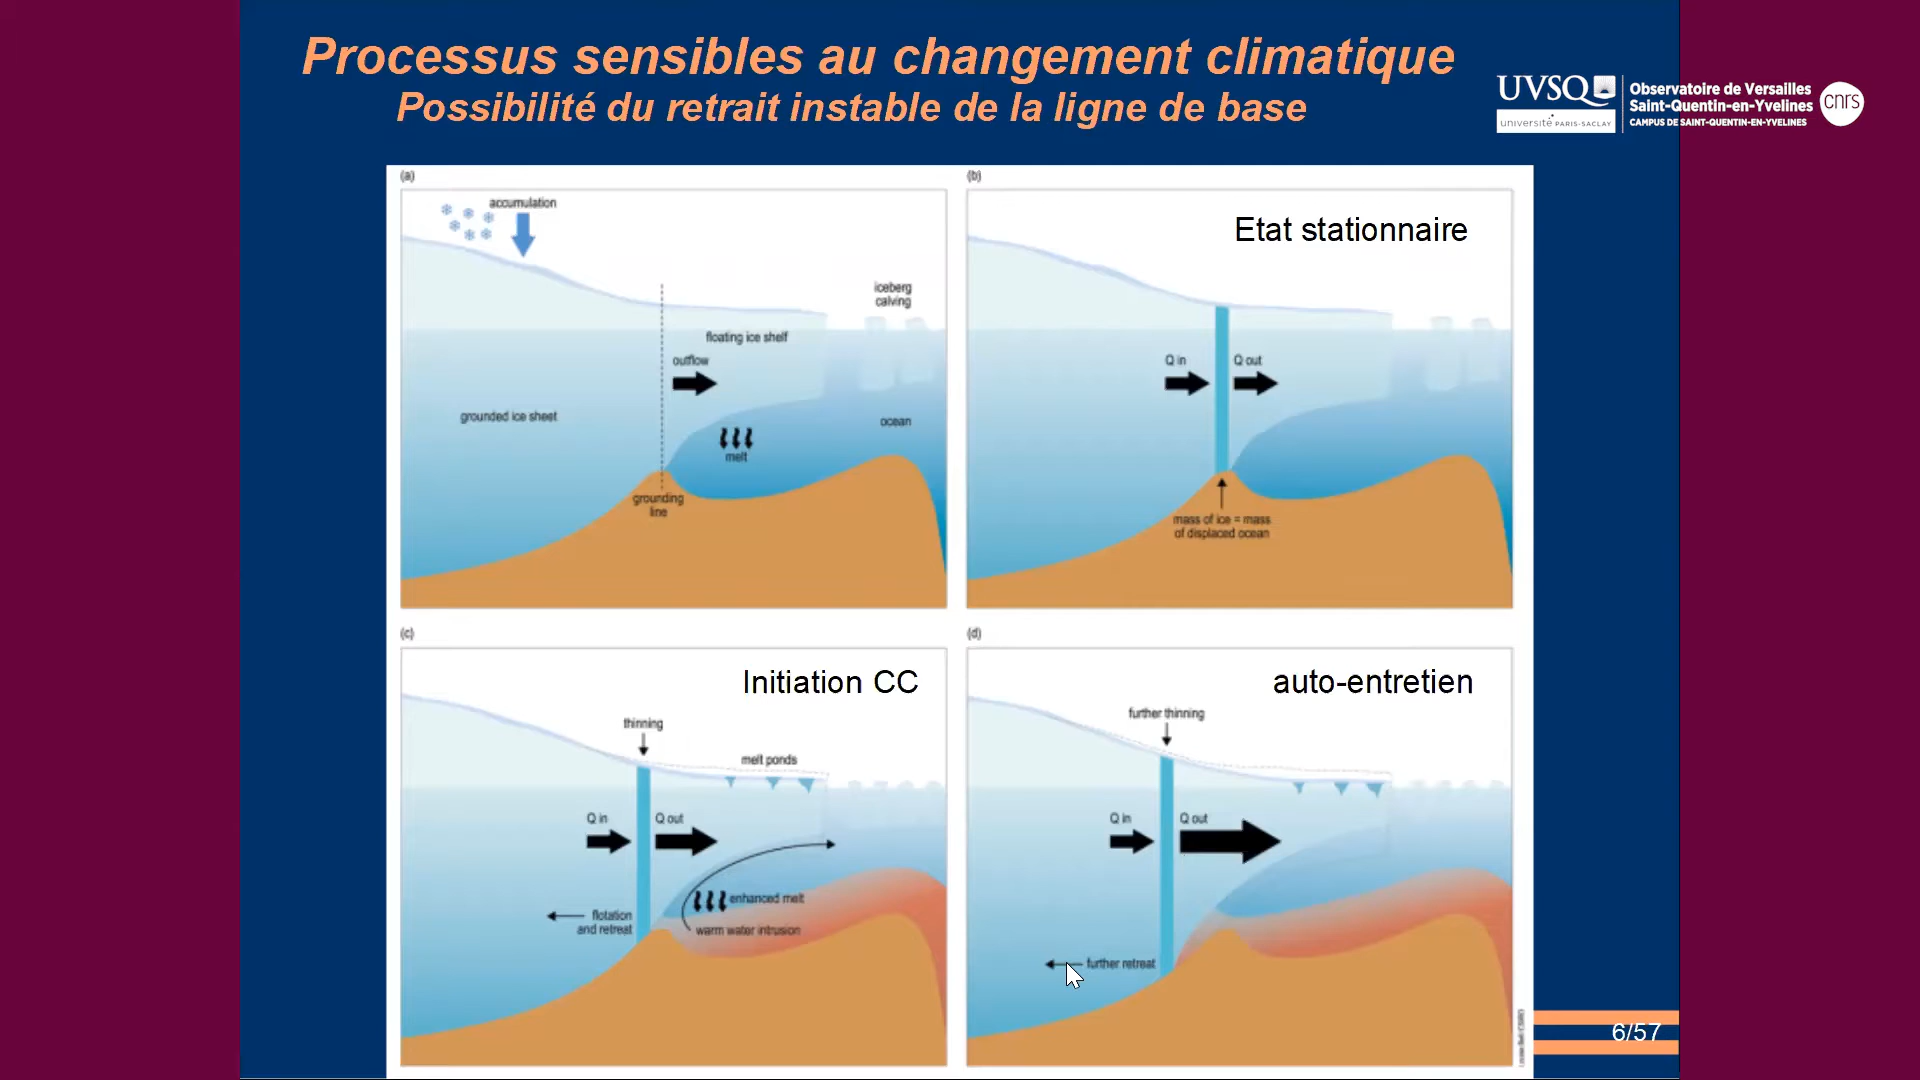 Processus sensibles au changement climatique
Possibilité du retrait instable de la ligne de base
UVSQ
université PARIS-SACLAY
Observatoire de Versailles
Saint-Quentin-en-Yvelines
CAMPUS DE SAINT-QUENTIN-EN-YVELINES
cnrs
(a)
accumulation
iceberg
calving
floating ice shelf
outflow
grounded ice sheet
ocean
melt
grounding
line
(b)
Etat stationnaire
Q in
Q out
mass of ice = mass
of displaced ocean
(c)
Initiation CC
thinning
melt ponds
Q in
Q out
enhanced melt
flotation
and retreat
warm water intrusion
(d)
auto-entretien
further thinning
Q in
Q out
further retreat
6/57